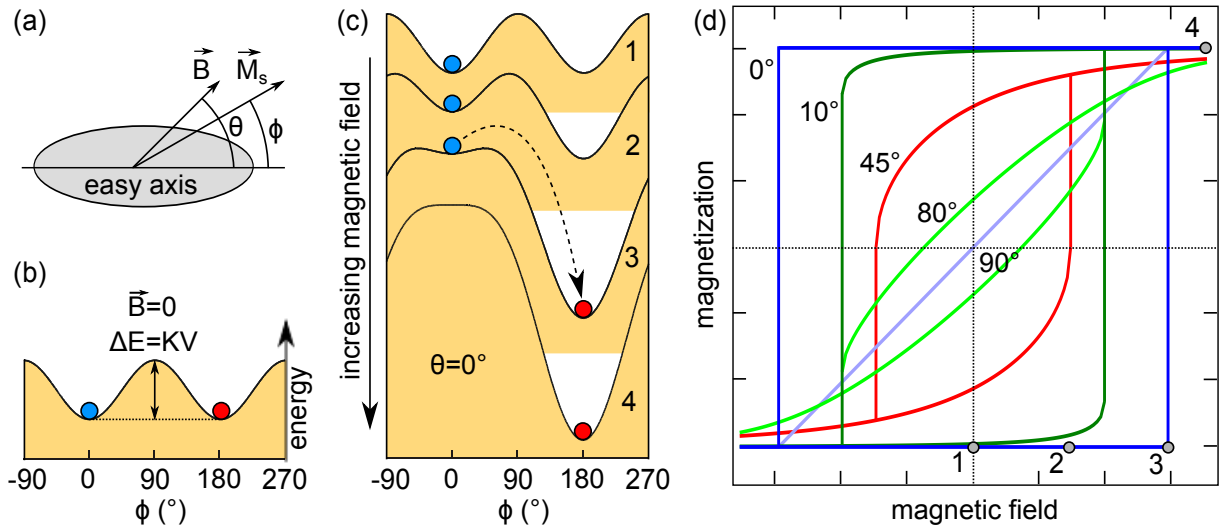 (a)
B
M_s
θ
ϕ
easy axis
(b)
B=0
ΔE=KV
energy
-90 0 90 180 270
ϕ (°)
(c)
increasing magnetic field
1
2
3
θ=0°
4
-90 0 90 180 270
ϕ (°)
(d)
4
0°
10°
45°
80°
90°
magnetization
1 2 3
magnetic field